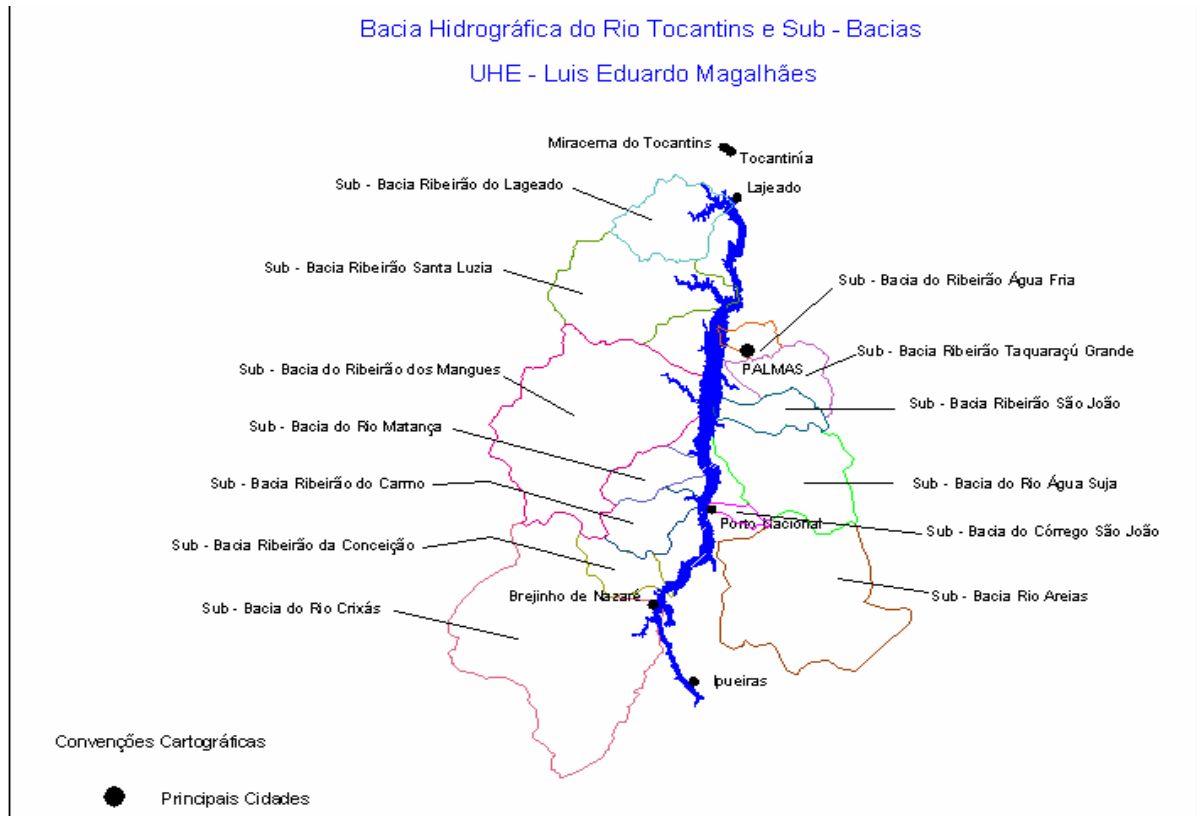 Bacia Hidrográfica do Rio Tocantins e Sub - Bacias
UHE - Luis Eduardo Magalhães
Miracema do Tocantins
Tocantinía
Sub - Bacia Ribeirão do Lageado
Lajeado
Sub - Bacia Ribeirão Santa Luzia
Sub - Bacia do Ribeirão Água Fria
Sub - Bacia Ribeirão Taquaraçú Grande
PALMAS
Sub - Bacia do Ribeirão dos Mangues
Sub - Bacia Ribeirão São João
Sub - Bacia do Rio Matança
Sub - Bacia Ribeirão do Carmo
Sub - Bacia do Rio Água Suja
Porto Nacional
Sub - Bacia do Córrego São João
Sub - Bacia Ribeirão da Conceição
Brejinho de Nazaré
Sub - Bacia Rio Areias
Sub - Bacia do Rio Crixás
Ipueiras
Convenções Cartográficas
Principais Cidades